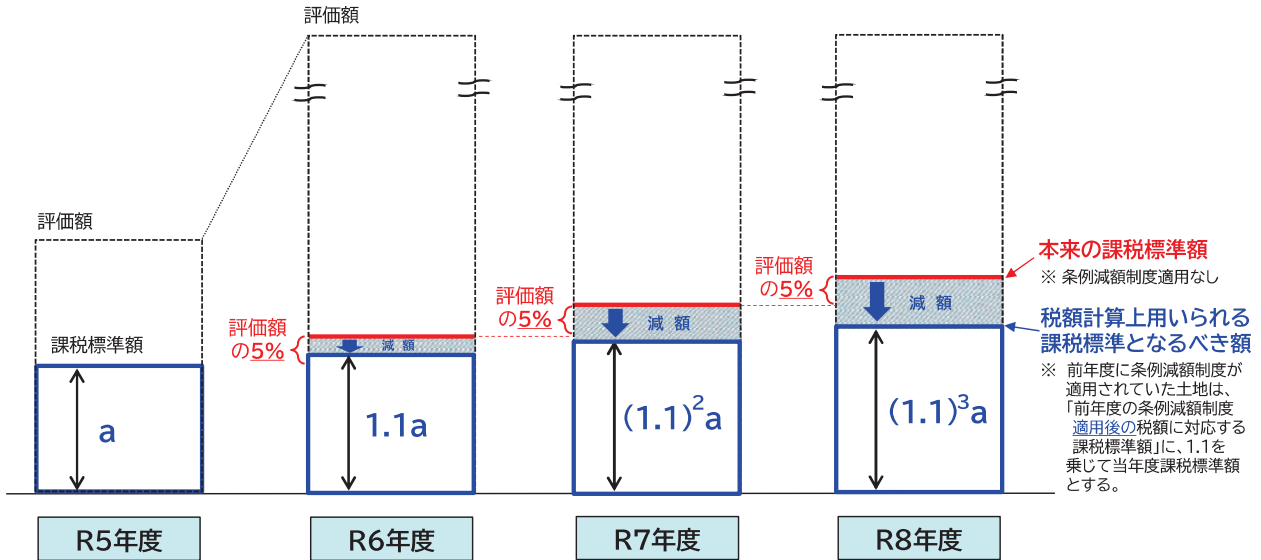 評価額
課税標準額
a
R5年度
評価額
評価額
の5%
減額
1.1a
R6年度
評価額
の5%
減額
(1.1)²a
R7年度
評価額
の5%
減額
(1.1)³a
R8年度
本来の課税標準額
※ 条例減額制度適用なし
税額計算上用いられる
課税標準となるべき額
※ 前年度に条例減額制度が
適用されていた土地は、
「前年度の条例減額制度
適用後の税額に対応する
課税標準額」に、1.1を
乗じて当年度課税標準額
とする。